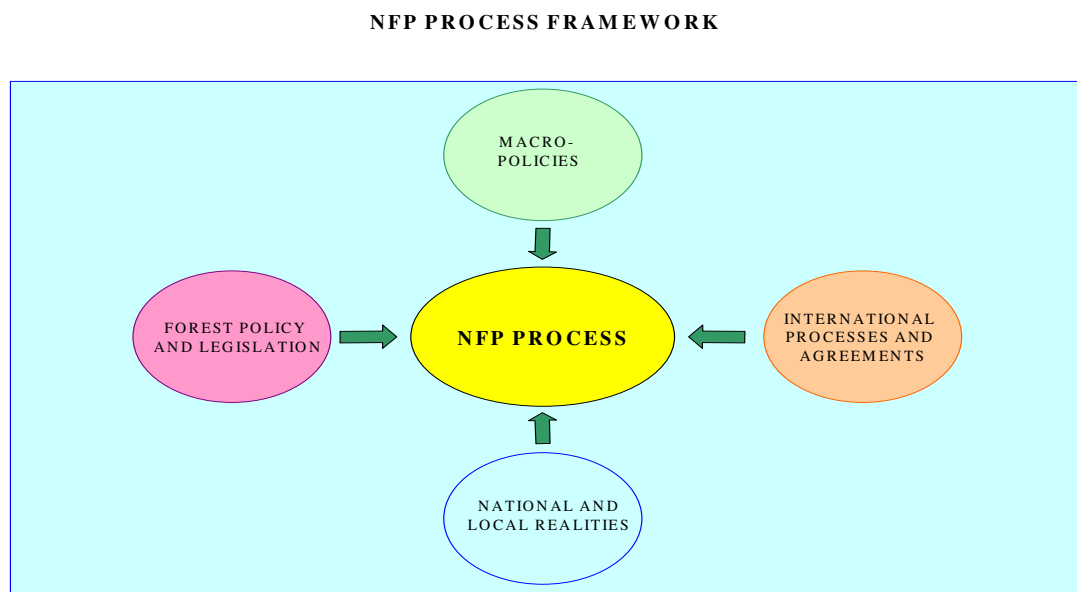 NFP PROCESS FRAMEWORK
MACRO-
POLICIES
FOREST POLICY
AND LEGISLATION
NFP PROCESS
INTERNATIONAL
PROCESSES AND
AGREEMENTS
NATIONAL AND
LOCAL REALITIES